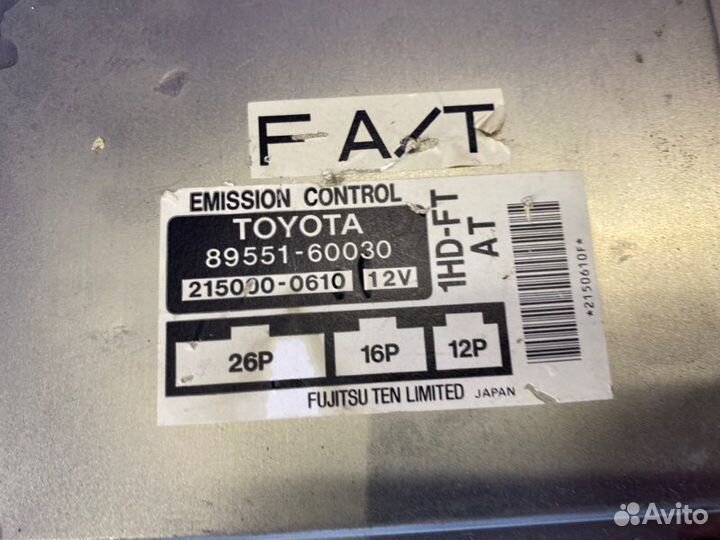 F A/T
EMISSION CONTROL
TOYOTA
89551-60030
215000-0610 12V
1HD-FT
AT
26P 16P 12P
FUJITSU TEN LIMITED JAPAN
*2150610F*
Avito